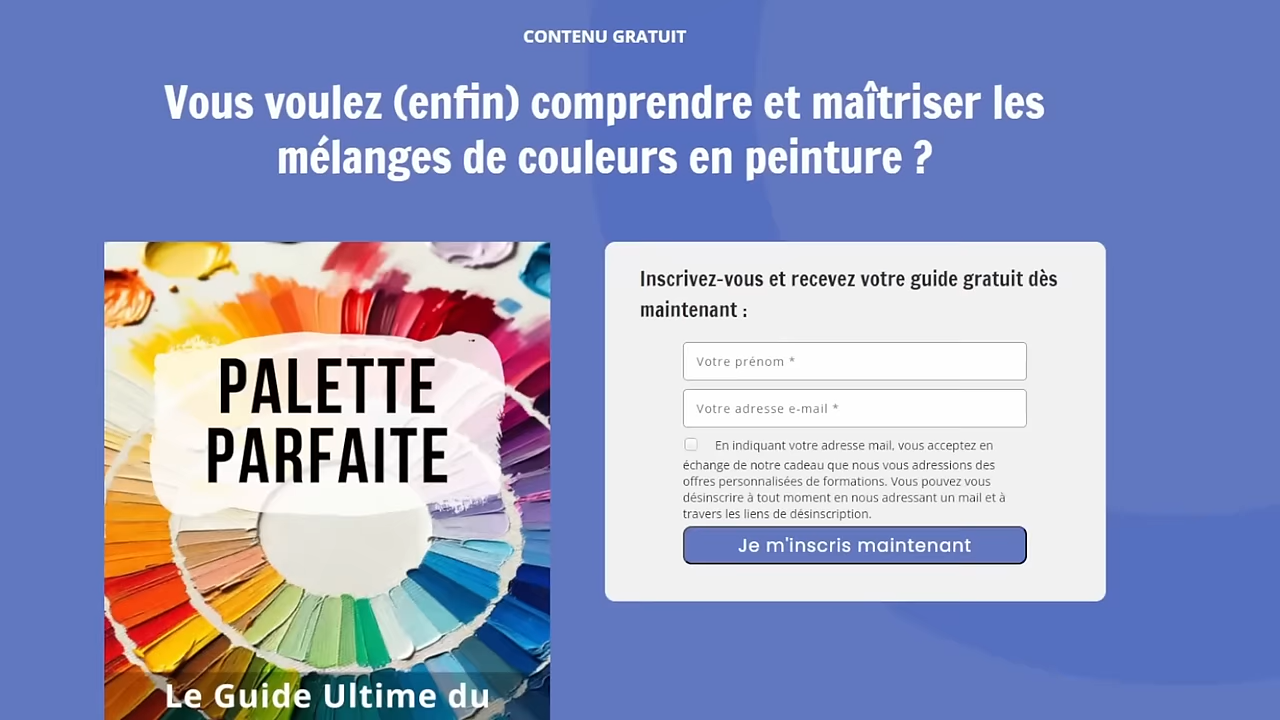 CONTENU GRATUIT
Vous voulez (enfin) comprendre et maîtriser les
mélanges de couleurs en peinture ?
PALETTE
PARFAITE
Le Guide Ultime du
Inscrivez-vous et recevez votre guide gratuit dès
maintenant :
Votre prénom *
Votre adresse e-mail *
En indiquant votre adresse mail, vous acceptez en
échange de notre cadeau que nous vous adressions des
offres personnalisées de formations. Vous pouvez vous
désinscrire à tout moment en nous adressant un mail et à
travers les liens de désinscription.
Je m'inscris maintenant